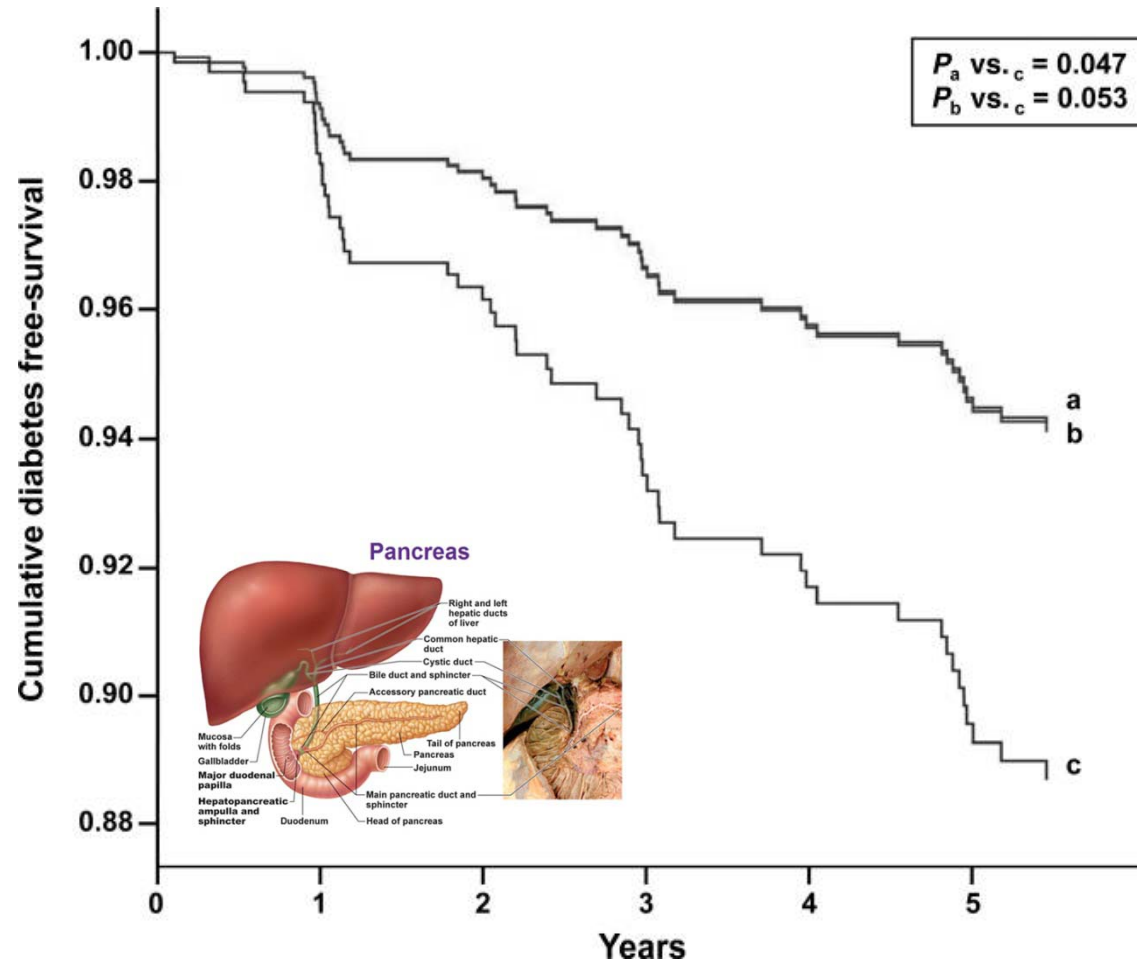 1.00
0.98
0.96
0.94
0.92
0.90
0.88
Cumulative diabetes free-survival
P a vs. c = 0.047
P b vs. c = 0.053
a
b
c
Pancreas
Right and left
hepatic ducts
of liver
Common hepatic
duct
Cystic duct
Bile duct and sphincter
Accessory pancreatic duct
Mucosa
with folds
Gallbladder
Major duodenal
papilla
Hepatopancreatic
ampulla and
sphincter
Duodenum
Tail of pancreas
Pancreas
Jejunum
Main pancreatic duct and
sphincter
Head of pancreas
0 1 2 3 4 5
Years